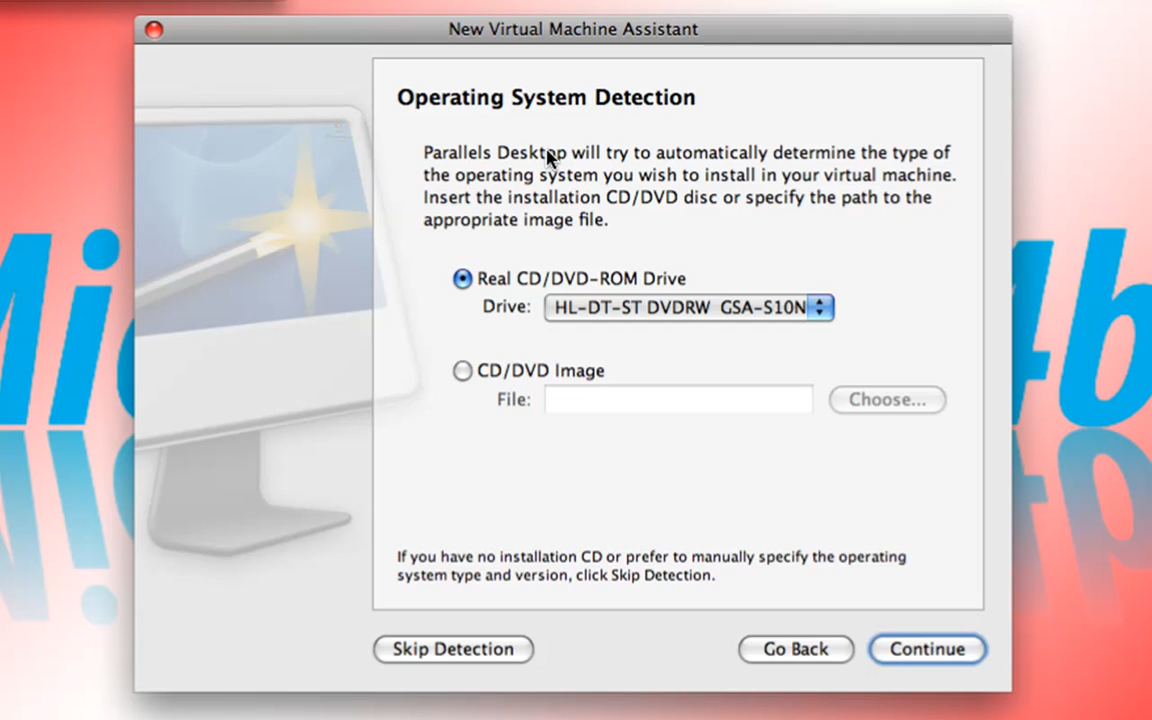 New Virtual Machine Assistant
Operating System Detection
Parallels Desktop will try to automatically determine the type of
the operating system you wish to install in your virtual machine.
Insert the installation CD/DVD disc or specify the path to the
appropriate image file.
Real CD/DVD-ROM Drive
Drive: HL-DT-ST DVDRW  GSA-S10N
CD/DVD Image
File:
Choose...
If you have no installation CD or prefer to manually specify the operating
system type and version, click Skip Detection.
Skip Detection
Go Back
Continue